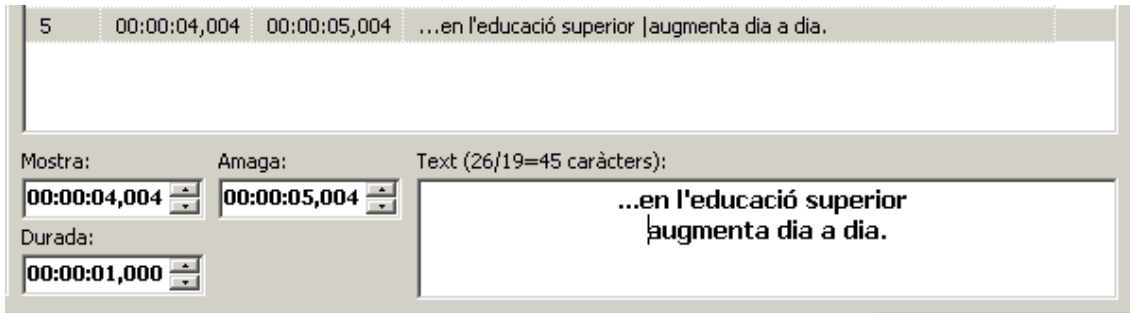 5 00:00:04,004 00:00:05,004 ...en l'educació superior |augmenta dia a dia.
Mostra: Amaga: Text (26/19=45 caràcters):
00:00:04,004 00:00:05,004 ...en l'educació superior
augmenta dia a dia.
Durada:
00:00:01,000